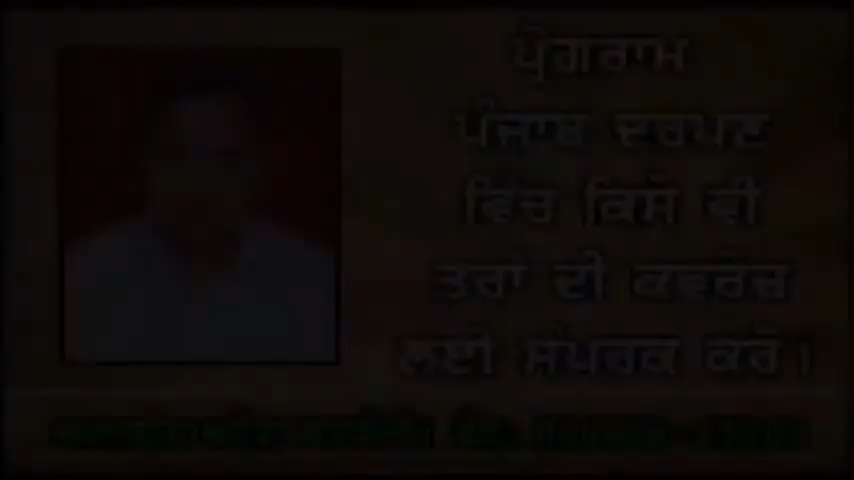 ਪ੍ਰੋਗਰਾਮ
ਪੰਜਾਬ ਦਰਪਣ
ਵਿੱਚ ਕਿਸੇ ਵੀ
ਤਰਾਂ ਦੀ ਕਵਰੇਜ
ਲਈ ਸੰਪਰਕ ਕਰੋ।